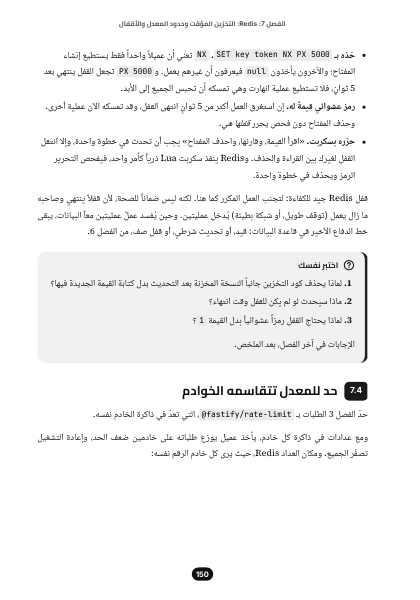 الفصل 7: Redis: التخزين المؤقت وحدود المعدل والأقفال
• خذه بـ SET key token NX PX 5000. NX تعني أن عميلاً واحداً فقط يستطيع إنشاء
المفتاح؛ والآخرون يأخذون null فيعرفون أن غيرهم يعمل. و PX 5000 تجعل القفل ينتهي بعد
5 ثوانٍ، فلا تستطيع عملية انهارت وهي تمسكه أن تحبس الجميع إلى الأبد.
• رمز عشوائي قيمةً له. إن استغرق العمل أكثر من 5 ثوانٍ انتهى القفل، وقد تمسكه الآن عملية أخرى.
وحذف المفتاح دون فحص يحرر قفلها هي.
• حرّره بسكربت. «اقرأ القيمة، وقارنها، واحذف المفتاح» يجب أن تحدث في خطوة واحدة، وإلا انتقل
القفل لغيرك بين القراءة والحذف. وRedis ينفذ سكربت Lua ذرياً كأمر واحد، فيفحص التحرير
الرمز ويحذف في خطوة واحدة.
قفل Redis جيد للكفاءة: لتجنب العمل المكرر كما هنا. لكنه ليس ضماناً للصحة، لأن قفلاً ينتهي وصاحبه
ما زال يعمل (توقف طويل، أو شبكة بطيئة) يُدخل عمليتين. وحين يُفسد عملُ عمليتين معاً البيانات، يبقى
خط الدفاع الأخير في قاعدة البيانات: قيد، أو تحديث شرطي، أو قفل صف، من الفصل 6.
اختبر نفسك
1. لماذا يحذف كود التخزين جانباً النسخة المخزنة بعد التحديث بدل كتابة القيمة الجديدة فيها؟
2. ماذا سيحدث لو لم يكن للقفل وقت انتهاء؟
3. لماذا يحتاج القفل رمزاً عشوائياً بدل القيمة 1؟
الإجابات في آخر الفصل، بعد الملخص.
7.4 حد للمعدل تتقاسمه الخوادم
حدّ الفصل 3 الطلبات بـ @fastify/rate-limit، التي تعدّ في ذاكرة الخادم نفسه.
ومع عدادات في ذاكرة كل خادم، يأخذ عميل يوزع طلباته على خادمين ضعف الحد، وإعادة التشغيل
تصفّر الجميع. ومكان العداد Redis، حيث يرى كل خادم الرقم نفسه:
150